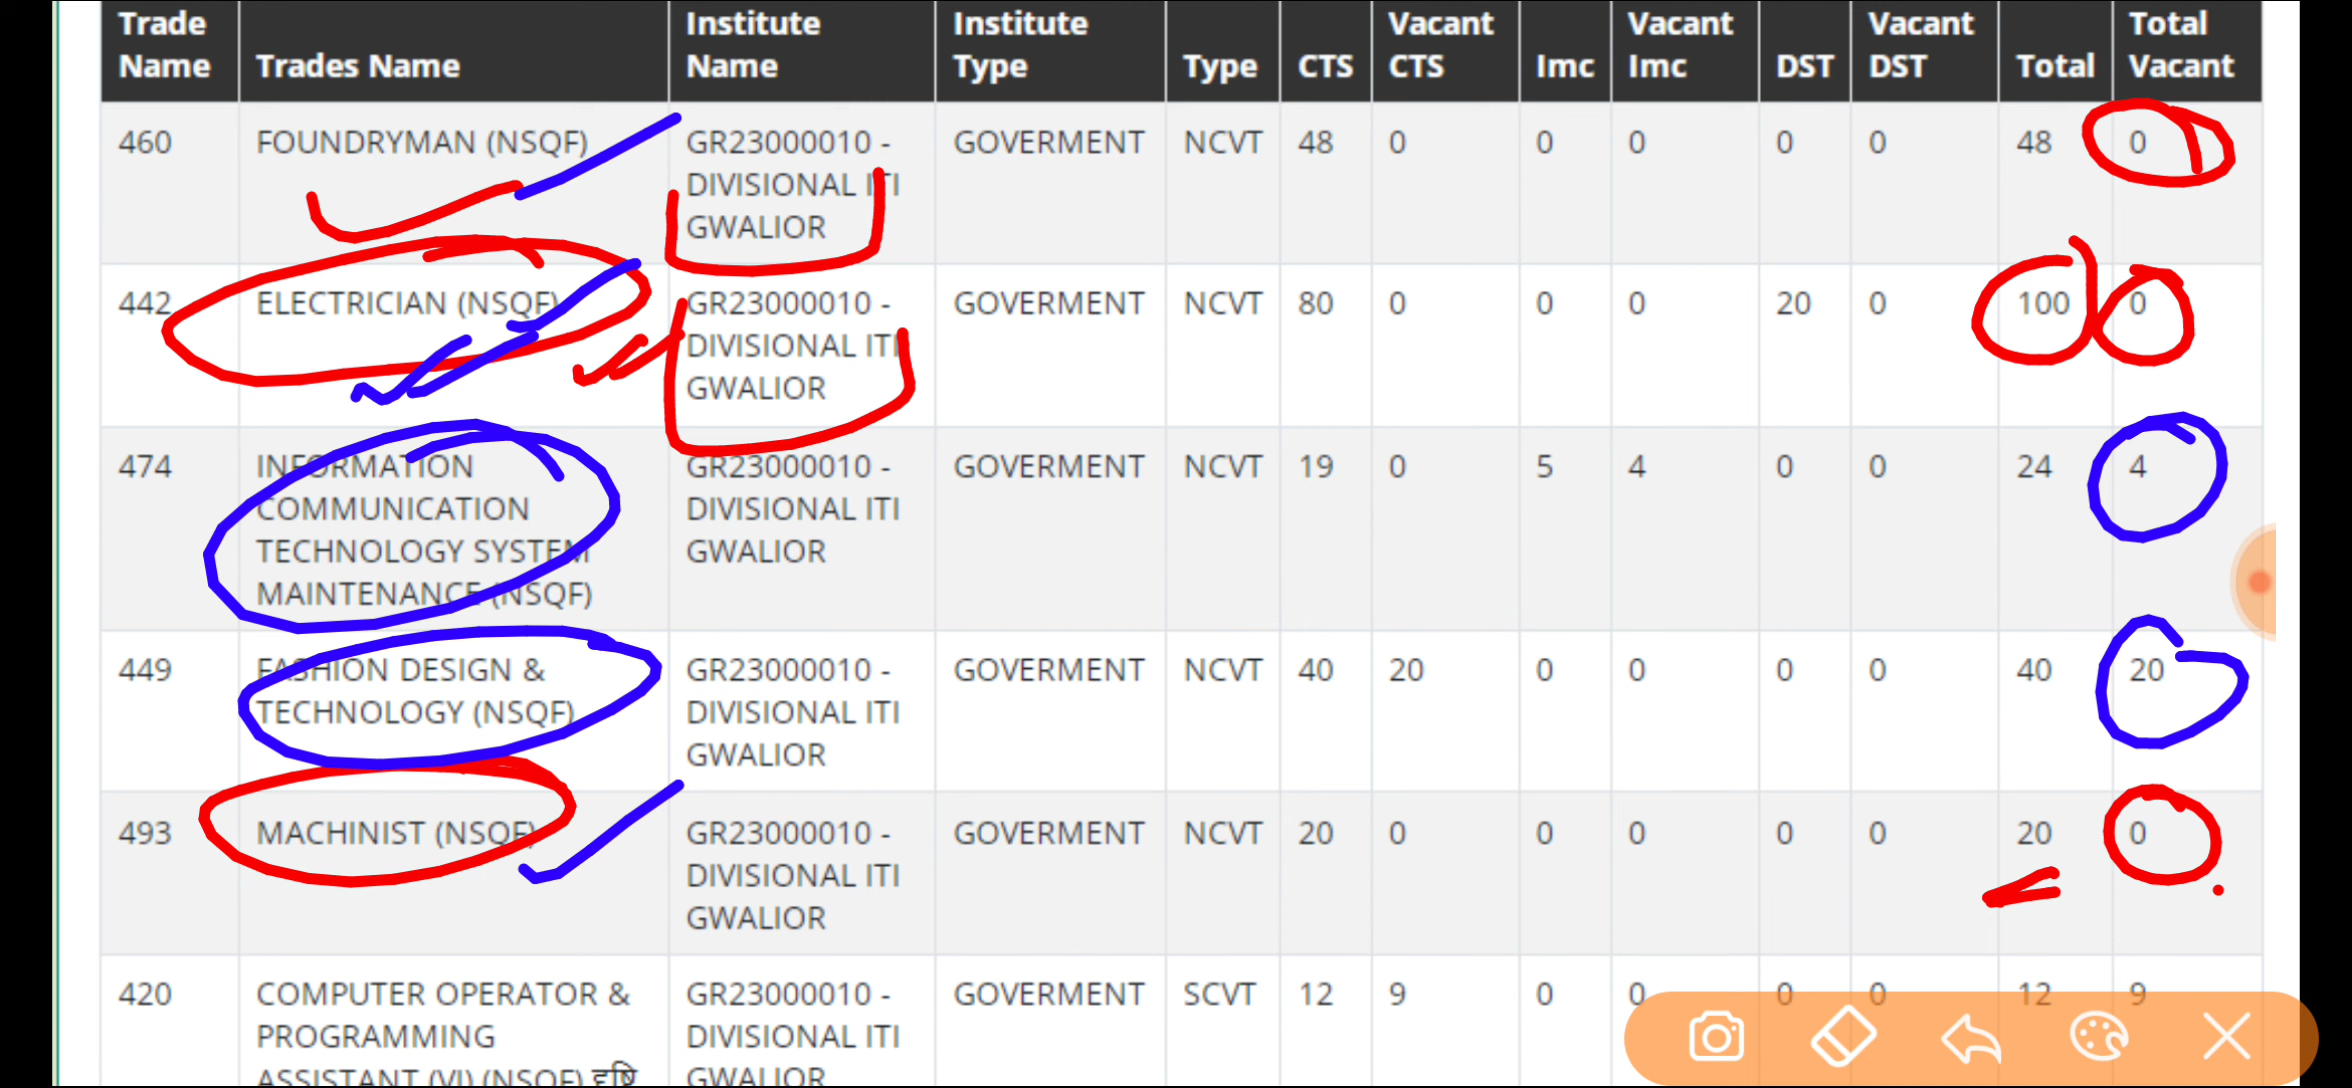 Trade Name | Trades Name | Institute Name | Institute Type | Type | CTS | Vacant CTS | Imc | Vacant Imc | DST | Vacant DST | Total | Total Vacant
460 | FOUNDRYMAN (NSQF) | GR23000010 - DIVISIONAL ITI GWALIOR | GOVERMENT | NCVT | 48 | 0 | 0 | 0 | 0 | 0 | 48 | 0
442 | ELECTRICIAN (NSQF) | GR23000010 - DIVISIONAL ITI GWALIOR | GOVERMENT | NCVT | 80 | 0 | 0 | 0 | 20 | 0 | 100 | 0
474 | INFORMATION COMMUNICATION TECHNOLOGY SYSTEM MAINTENANCE (NSQF) | GR23000010 - DIVISIONAL ITI GWALIOR | GOVERMENT | NCVT | 19 | 0 | 5 | 4 | 0 | 0 | 24 | 4
449 | FASHION DESIGN & TECHNOLOGY (NSQF) | GR23000010 - DIVISIONAL ITI GWALIOR | GOVERMENT | NCVT | 40 | 20 | 0 | 0 | 0 | 0 | 40 | 20
493 | MACHINIST (NSQF) | GR23000010 - DIVISIONAL ITI GWALIOR | GOVERMENT | NCVT | 20 | 0 | 0 | 0 | 0 | 0 | 20 | 0
420 | COMPUTER OPERATOR & PROGRAMMING ASSISTANT (VI) (NSQF) | GR23000010 - DIVISIONAL ITI GWALIOR | GOVERMENT | SCVT | 12 | 9 | 0 | 0 | 0 | 0 | 12 | 9